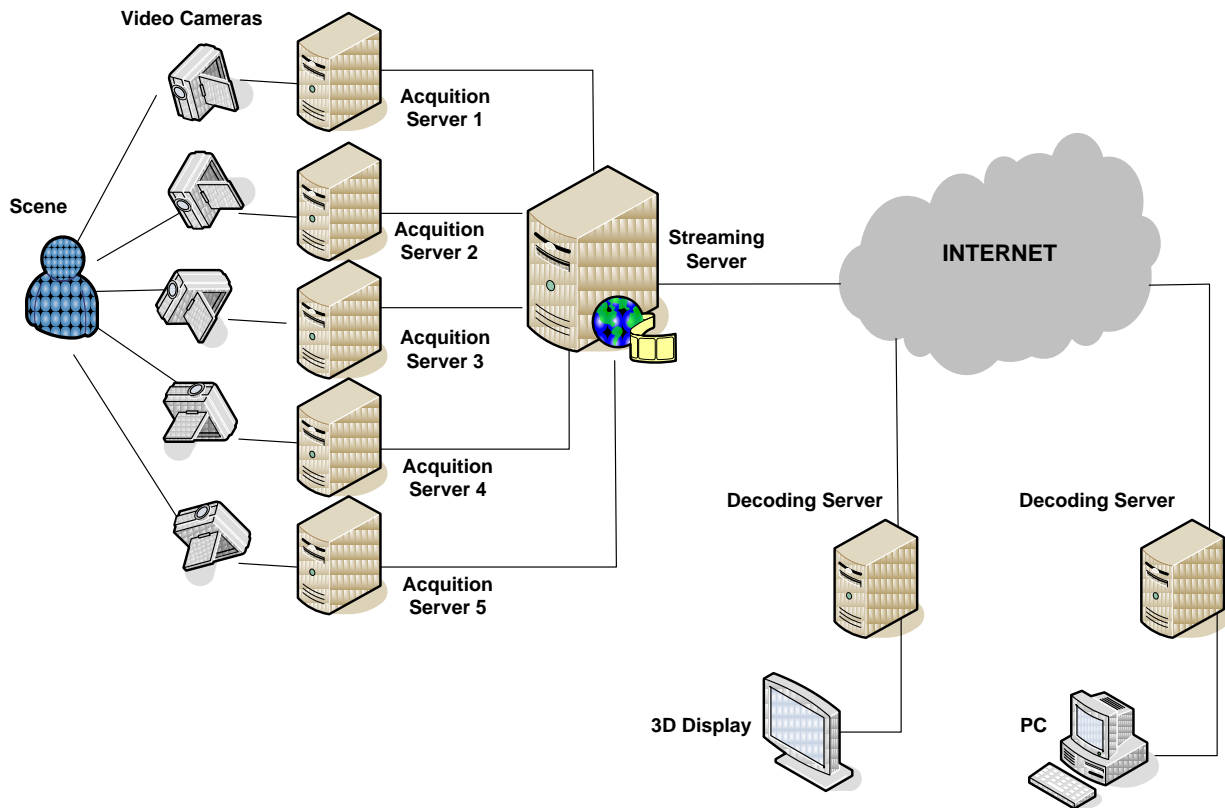 Video Cameras
Acquition
Server 1
Scene
Acquition
Server 2
Streaming
Server
INTERNET
Acquition
Server 3
Acquition
Server 4
Decoding Server
Decoding Server
Acquition
Server 5
3D Display
PC